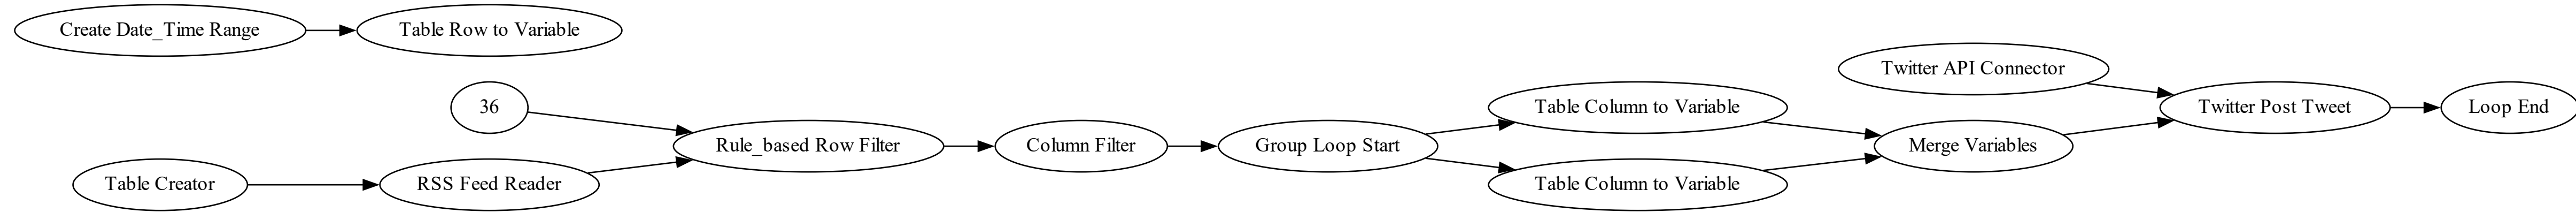 Create Date_Time Range
Table Row to Variable
Twitter API Connector
36
Table Column to Variable
Twitter Post Tweet
Loop End
Rule_based Row Filter
Column Filter
Group Loop Start
Merge Variables
Table Creator
RSS Feed Reader
Table Column to Variable